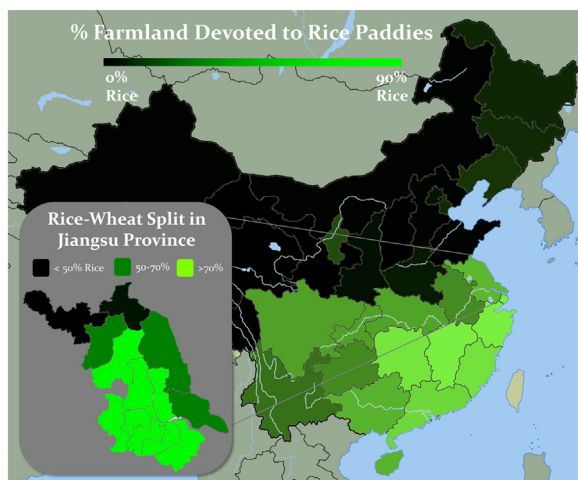 % Farmland Devoted to Rice Paddies
0% 90%
Rice Rice
Rice-Wheat Split in
Jiangsu Province
< 50% Rice 50-70% >70%